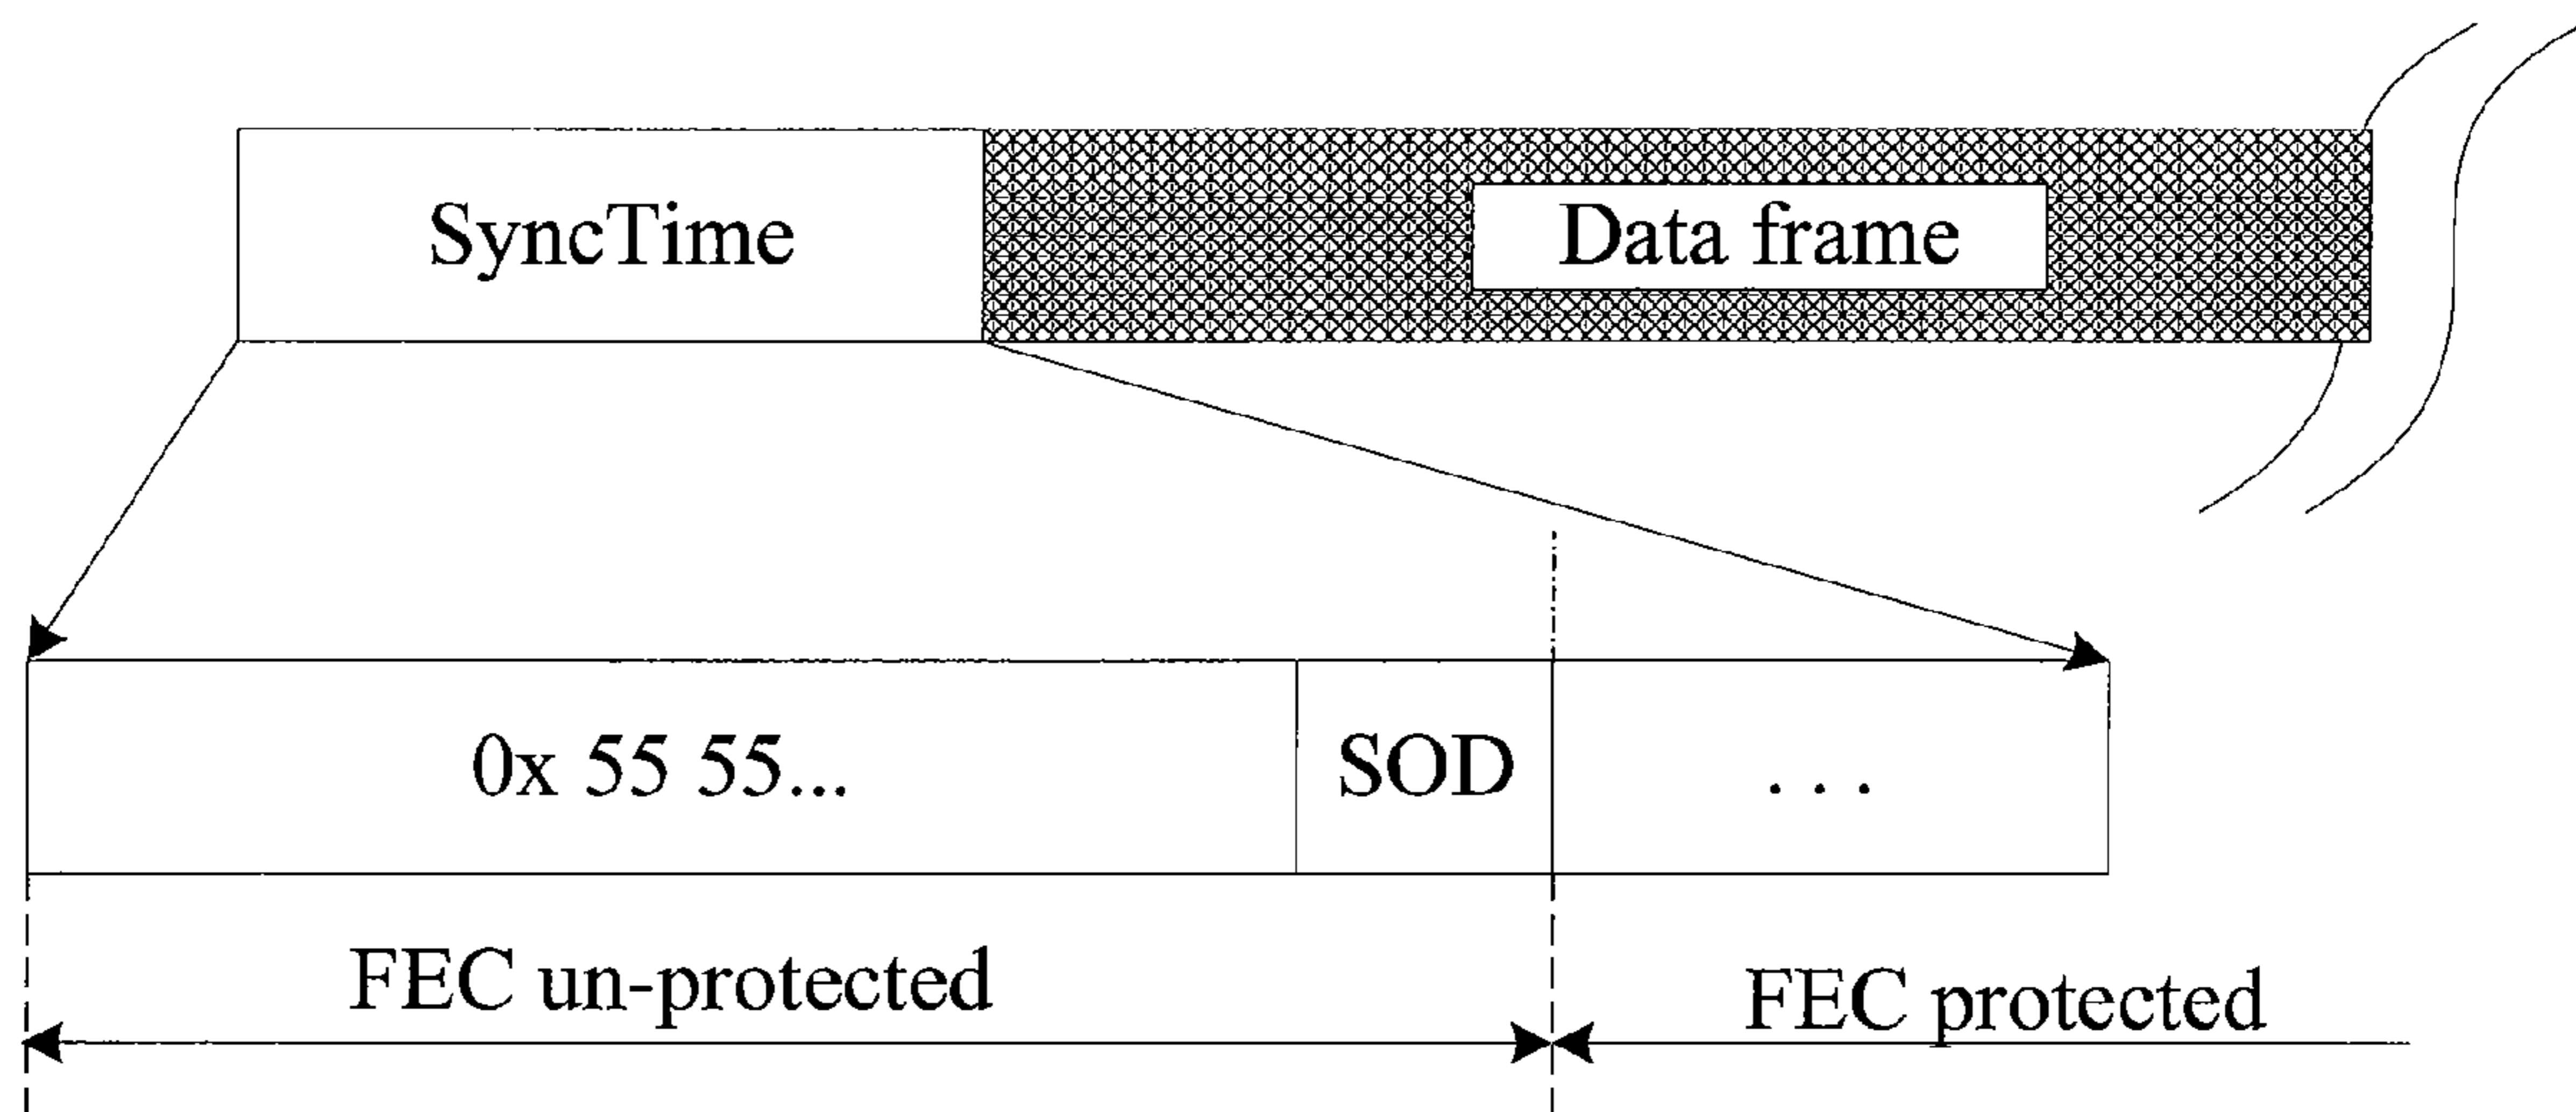 SyncTime
Data frame
0x 55 55...
SOD
. . .
FEC un-protected
FEC protected